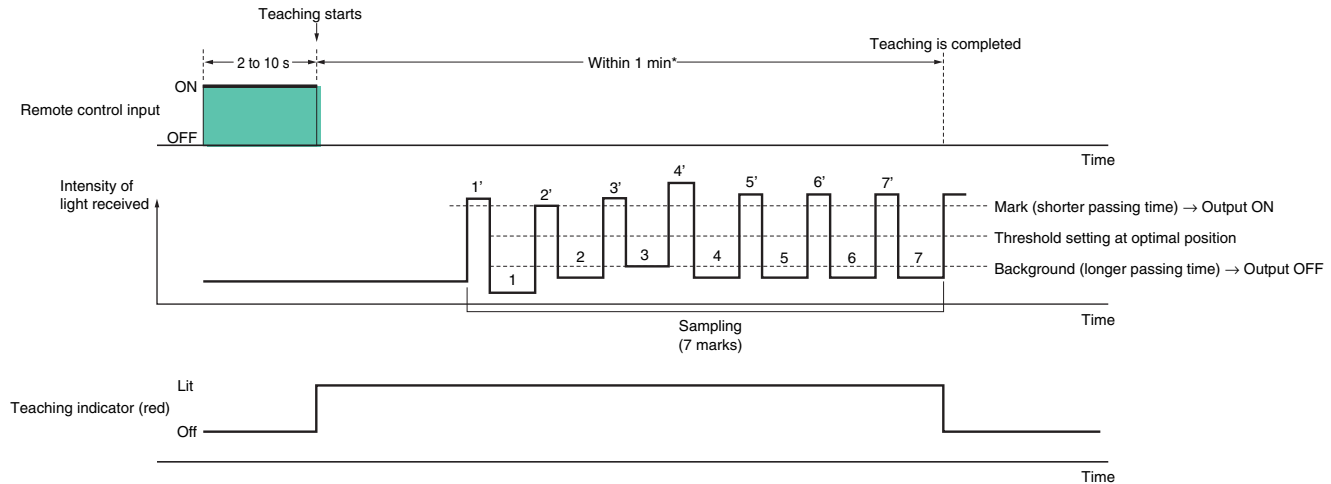 Teaching starts
Teaching is completed
2 to 10 s
Within 1 min*
ON
Remote control input
OFF
Time
Intensity of
light received
1’
2’
3’
4’
5’
6’
7’
Mark (shorter passing time) → Output ON
Threshold setting at optimal position
1
2
3
4
5
6
7
Background (longer passing time) → Output OFF
Time
Sampling
(7 marks)
Lit
Teaching indicator (red)
Off
Time